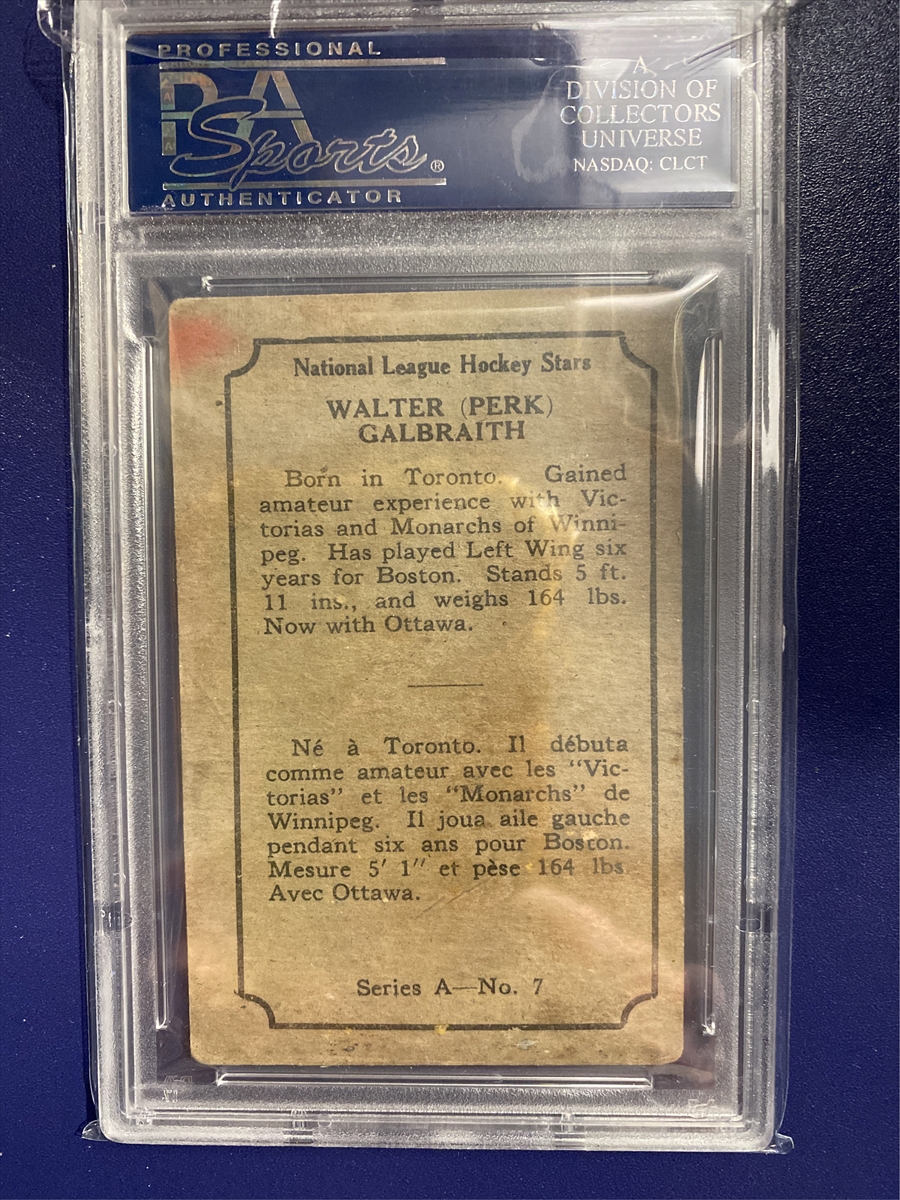 PROFESSIONAL
PSA
Sports®
AUTHENTICATOR
A
DIVISION OF
COLLECTORS
UNIVERSE
NASDAQ: CLCT
National League Hockey Stars
WALTER (PERK)
GALBRAITH
Born in Toronto. Gained
amateur experience with Vic-
torias and Monarchs of Winni-
peg. Has played Left Wing six
years for Boston. Stands 5 ft.
11 ins., and weighs 164 lbs.
Now with Ottawa.
Né à Toronto. Il débuta
comme amateur avec les "Vic-
torias" et les "Monarchs" de
Winnipeg. Il joua aile gauche
pendant six ans pour Boston.
Mesure 5' 1" et pèse 164 lbs.
Avec Ottawa.
Series A—No. 7